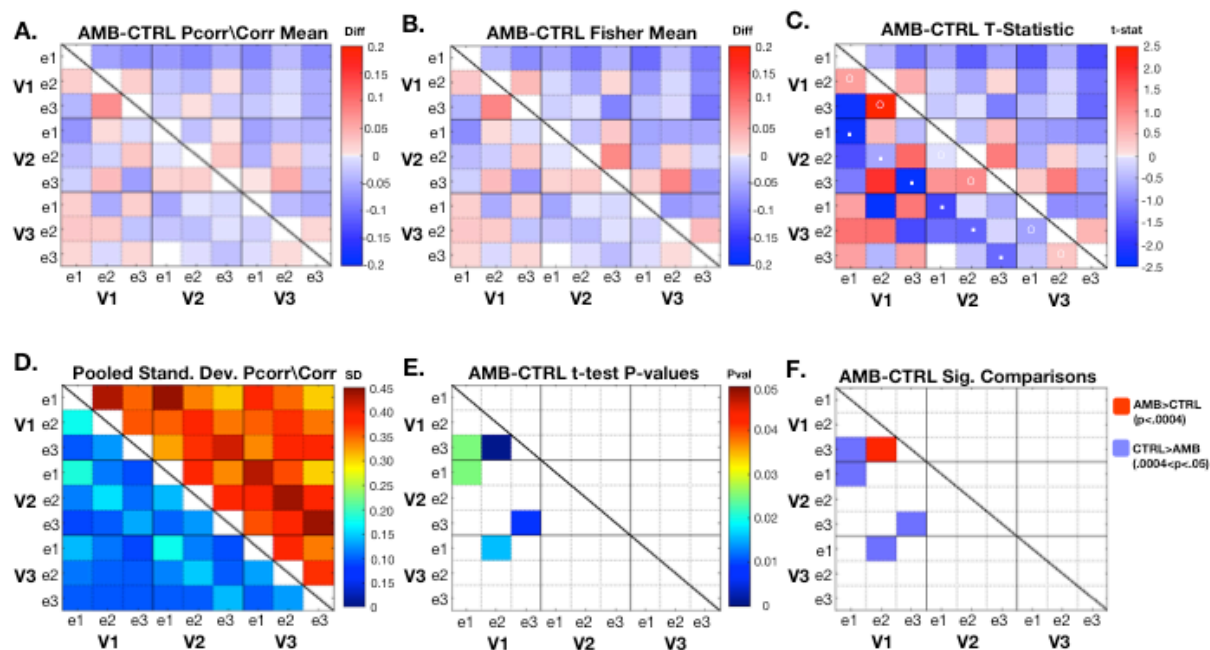 A. AMB-CTRL Pcorr\Corr Mean Diff
B. AMB-CTRL Fisher Mean Diff
C. AMB-CTRL T-Statistic t-stat
e1 0.2 e1 0.2 e1 2.5
V1 e2 0.15 V1 e2 0.15 V1 e2 2.0
e3 0.1 e3 0.1 e3 1.5
1.0
e1 0.05 e1 0.05 e1 0.5
V2 e2 0 V2 e2 0 V2 e2 0
e3 -0.05 e3 -0.05 e3 -0.5
-1.0
e1 -0.1 e1 -0.1 e1 -1.5
V3 e2 -0.15 V3 e2 -0.15 V3 e2 -2.0
e3 0.2 e3 0.2 e3 -2.5
e1 e2 e3 e1 e2 e3 e1 e2 e3
V1 V2 V3
e1 e2 e3 e1 e2 e3 e1 e2 e3
V1 V2 V3
e1 e2 e3 e1 e2 e3 e1 e2 e3
V1 V2 V3
D. Pooled Stand. Dev. Pcorr\Corr SD
E. AMB-CTRL t-test P-values Pval
F. AMB-CTRL Sig. Comparisons
e1 0.45 e1 0.05 e1
0.40
V1 e2 0.35 V1 e2 0.04 V1 e2
e3 0.30 e3 e3
e1 0.25 e1 0.03 e1
V2 e2 0.20 V2 e2 0.02 V2 e2
e3 0.15 e3 e3
e1 0.10 e1 0.01 e1
V3 e2 0.05 V3 e2 V3 e2
e3 0 e3 0 e3
AMB>CTRL
(p<.0004)
CTRL>AMB
(.0004<p<.05)
e1 e2 e3 e1 e2 e3 e1 e2 e3
V1 V2 V3
e1 e2 e3 e1 e2 e3 e1 e2 e3
V1 V2 V3
e1 e2 e3 e1 e2 e3 e1 e2 e3
V1 V2 V3